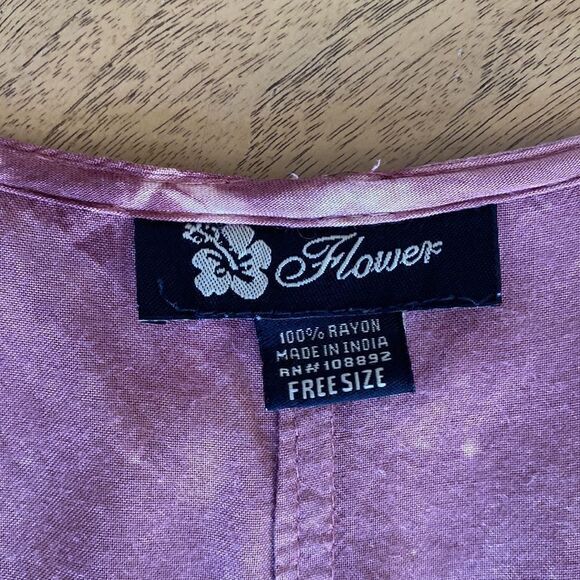 Flower
100% RAYON
MADE IN INDIA
RN# 108892
FREE SIZE